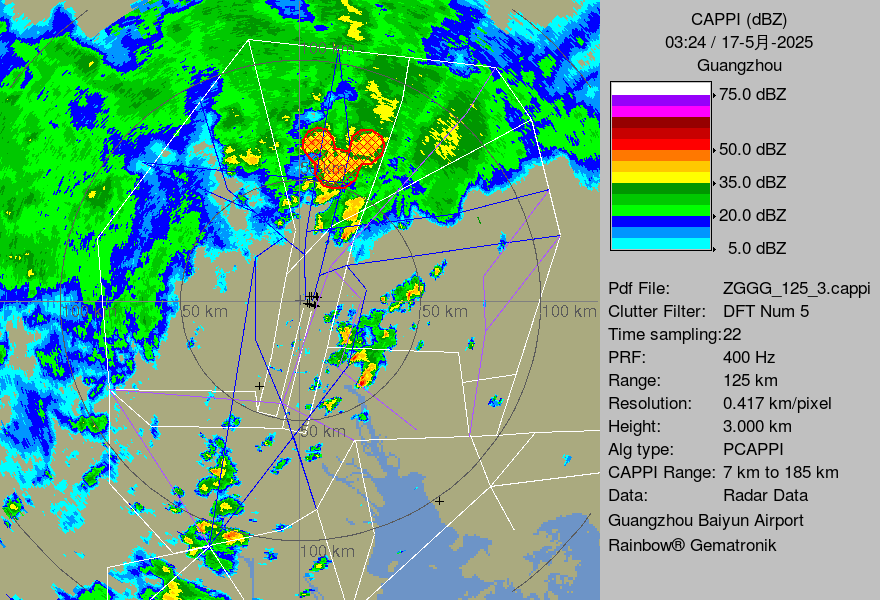 CAPPI (dBZ)
03:24 / 17-5月-2025
Guangzhou
75.0 dBZ
50.0 dBZ
35.0 dBZ
20.0 dBZ
5.0 dBZ
Pdf File: ZGGG_125_3.cappi
Clutter Filter: DFT Num 5
Time sampling:22
PRF: 400 Hz
Range: 125 km
Resolution: 0.417 km/pixel
Height: 3.000 km
Alg type: PCAPPI
CAPPI Range: 7 km to 185 km
Data: Radar Data
Guangzhou Baiyun Airport
Rainbow® Gematronik
100 km
100
50 km
50 km
100 km
50 km
100 km